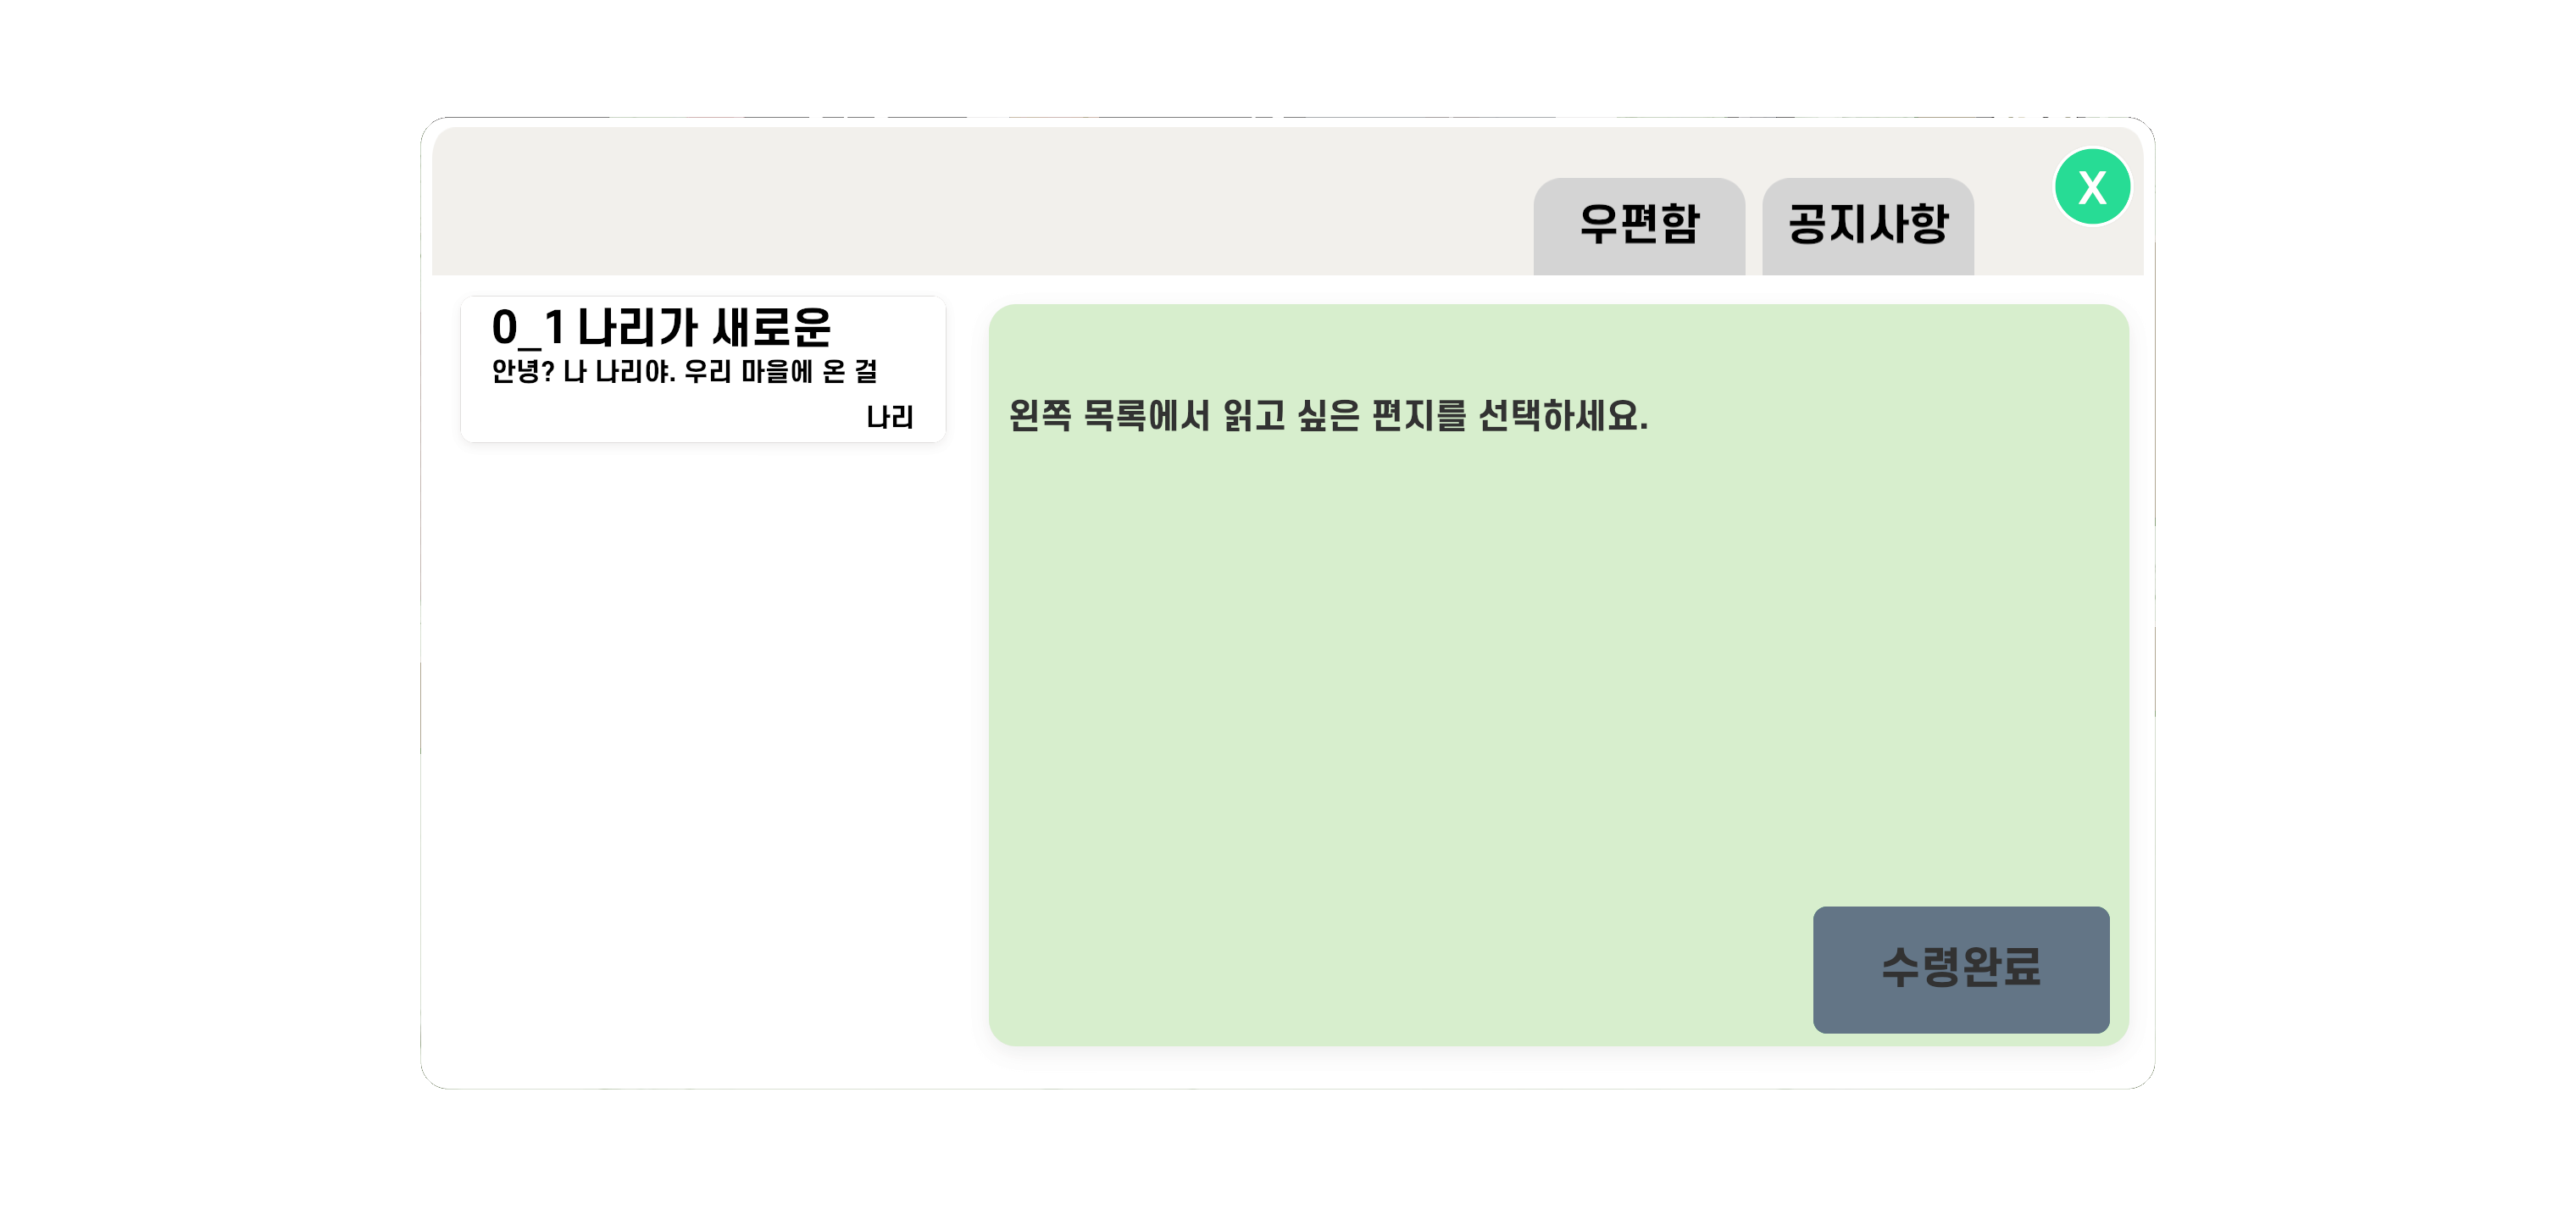 우편함
공지사항
X
0_1 나리가 새로운
안녕? 나 나리야. 우리 마을에 온 걸
나리
왼쪽 목록에서 읽고 싶은 편지를 선택하세요.
수령완료